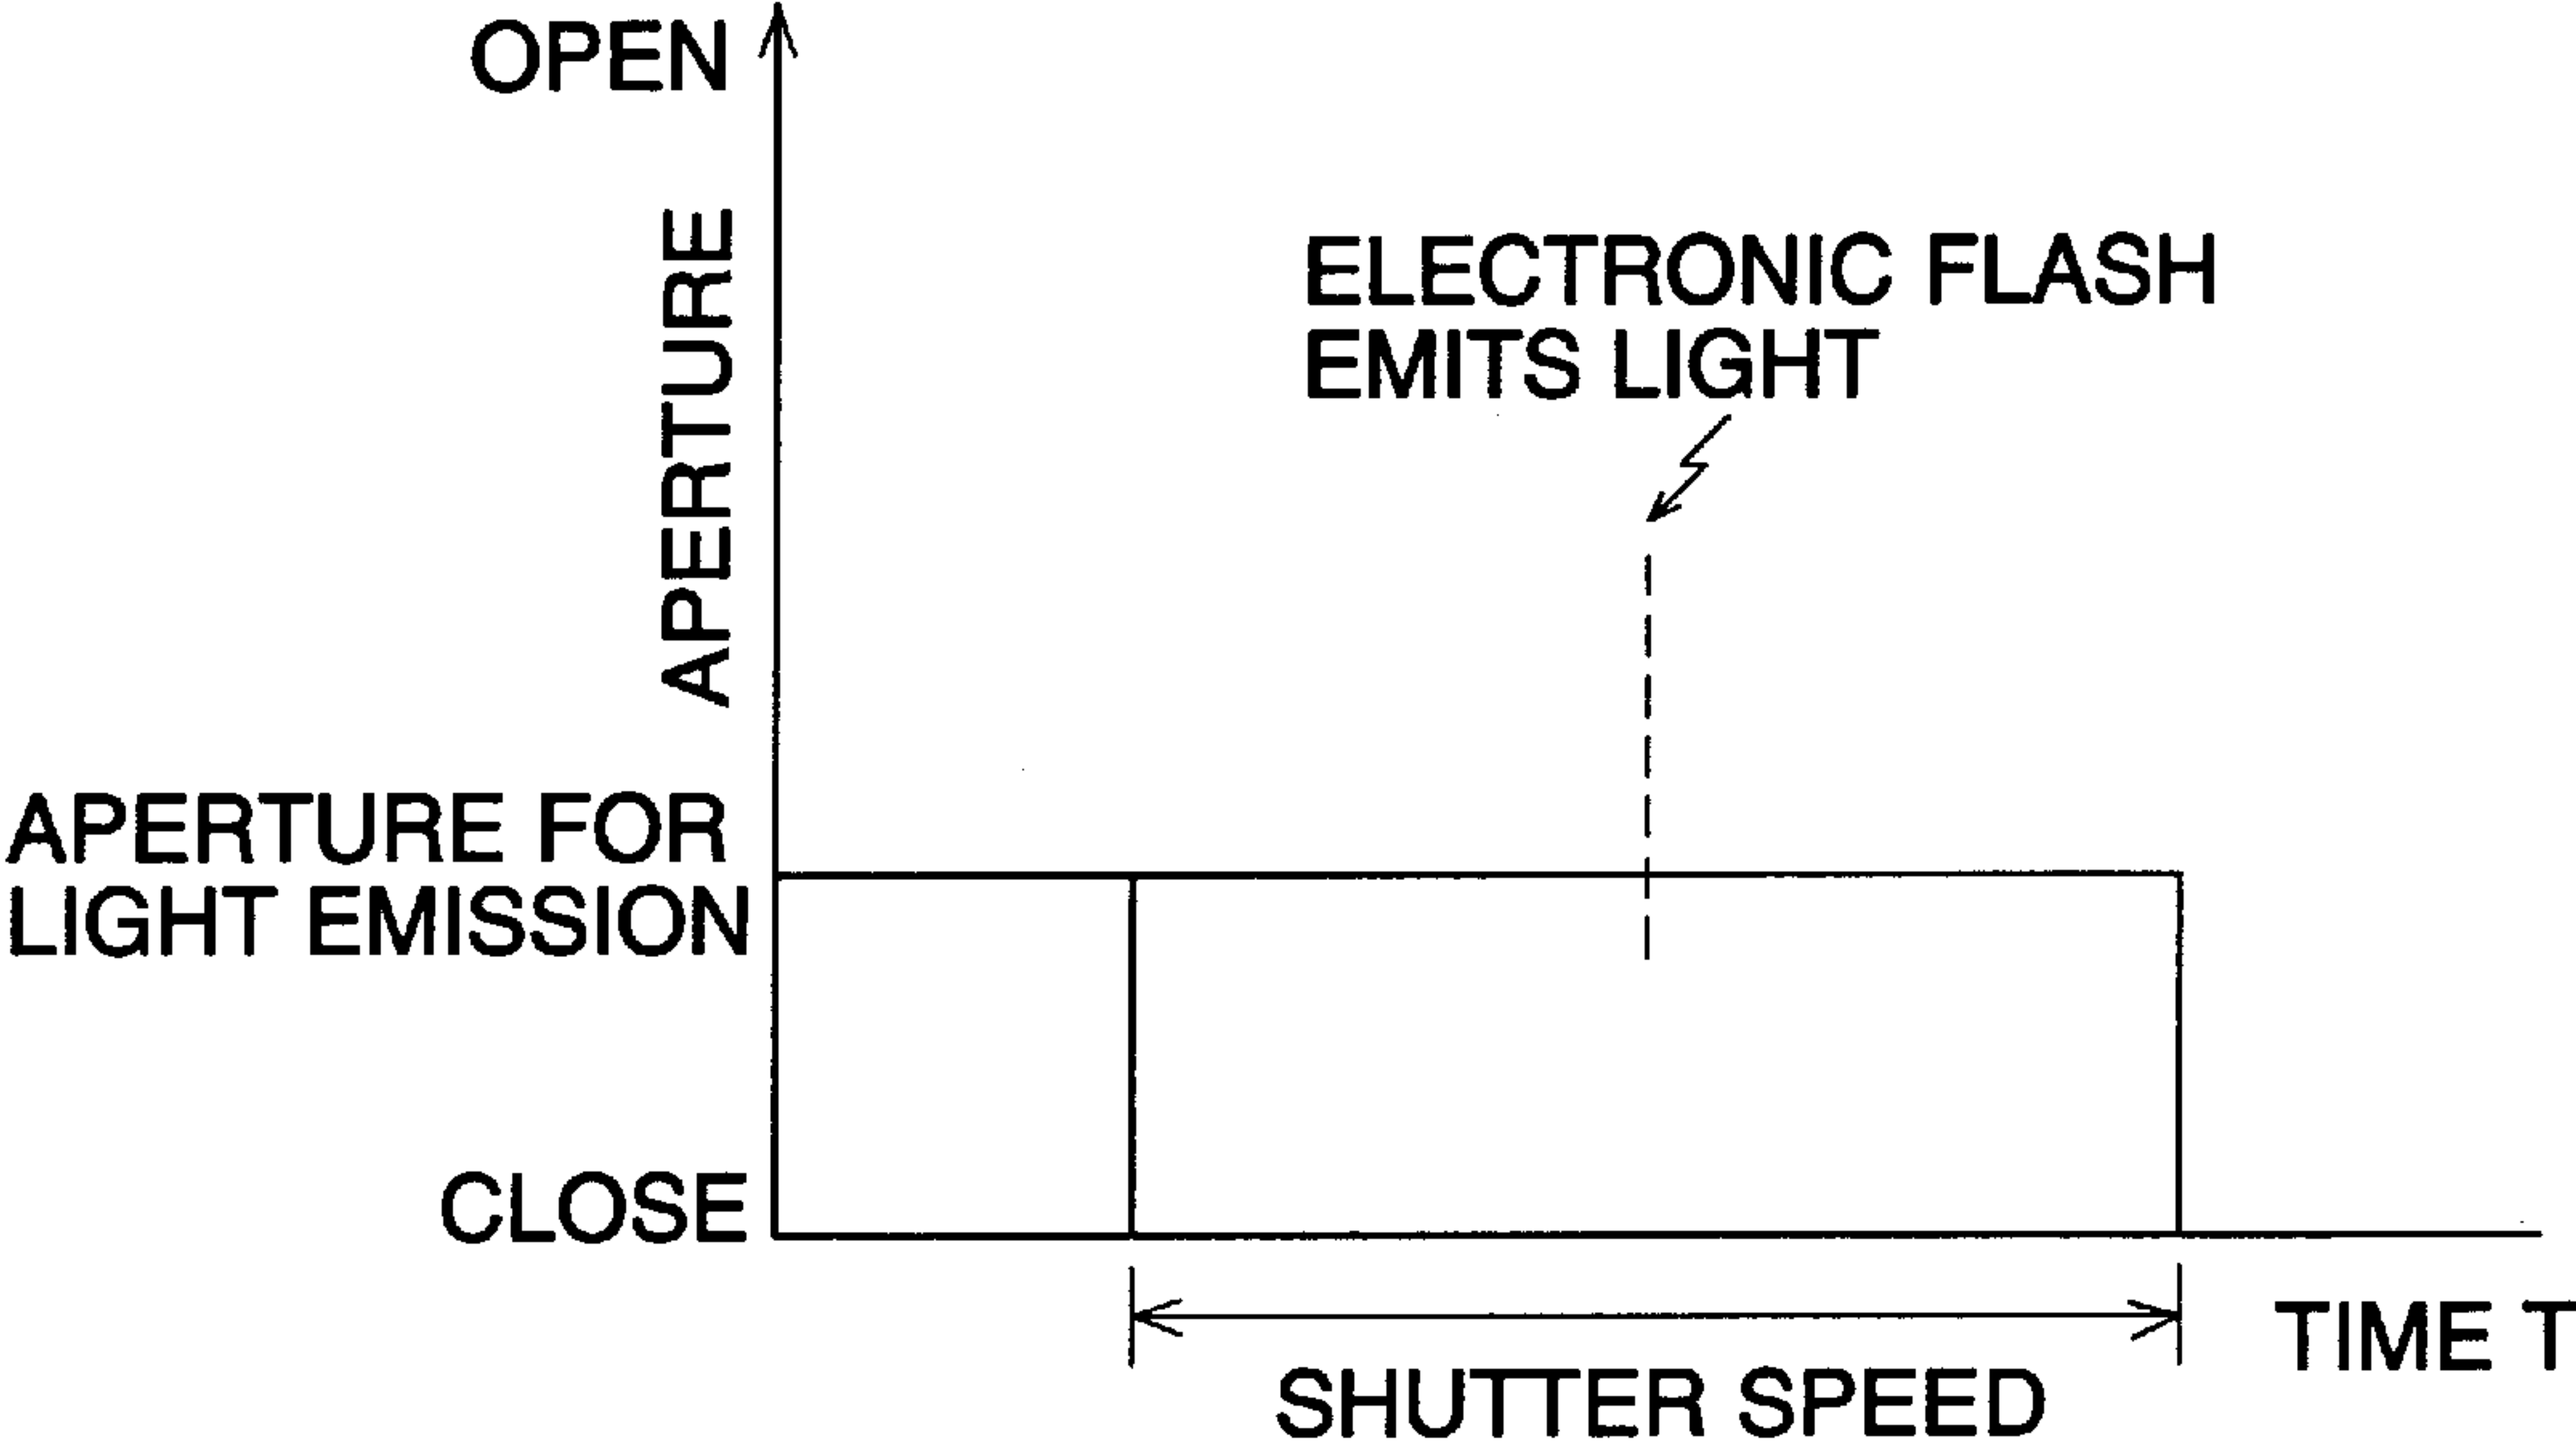 OPEN
APERTURE
ELECTRONIC FLASH
EMITS LIGHT
APERTURE FOR
LIGHT EMISSION
CLOSE
TIME T
SHUTTER SPEED